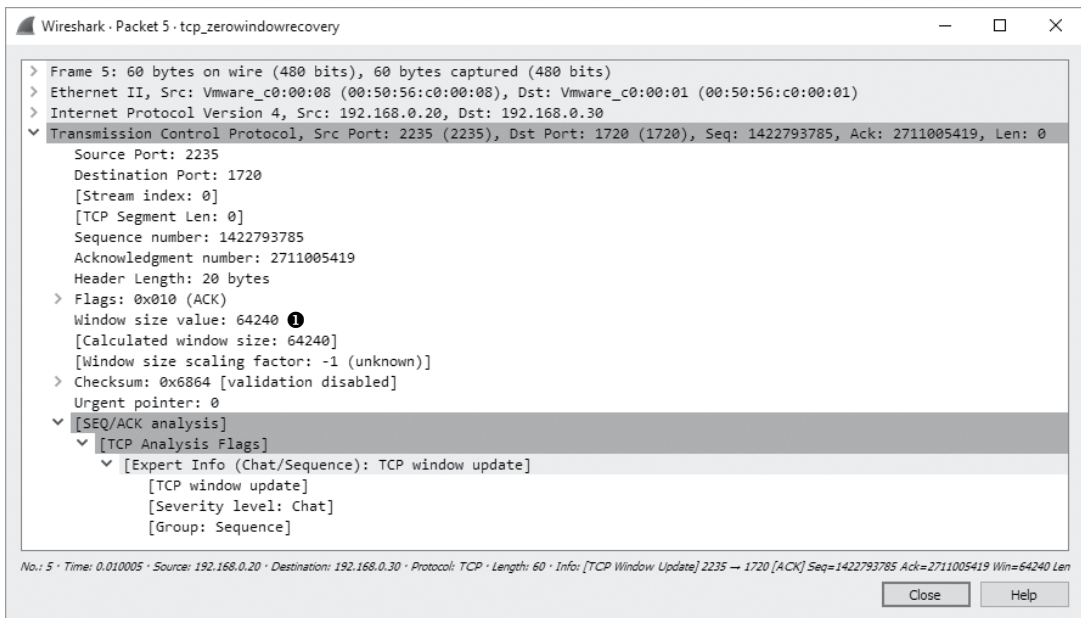 Wireshark · Packet 5 · tcp_zerowindowrecovery
Frame 5: 60 bytes on wire (480 bits), 60 bytes captured (480 bits)
Ethernet II, Src: Vmware_c0:00:08 (00:50:56:c0:00:08), Dst: Vmware_c0:00:01 (00:50:56:c0:00:01)
Internet Protocol Version 4, Src: 192.168.0.20, Dst: 192.168.0.30
Transmission Control Protocol, Src Port: 2235 (2235), Dst Port: 1720 (1720), Seq: 1422793785, Ack: 2711005419, Len: 0
Source Port: 2235
Destination Port: 1720
[Stream index: 0]
[TCP Segment Len: 0]
Sequence number: 1422793785
Acknowledgment number: 2711005419
Header Length: 20 bytes
Flags: 0x010 (ACK)
Window size value: 64240 ❶
[Calculated window size: 64240]
[Window size scaling factor: -1 (unknown)]
Checksum: 0x6864 [validation disabled]
Urgent pointer: 0
[SEQ/ACK analysis]
[TCP Analysis Flags]
[Expert Info (Chat/Sequence): TCP window update]
[TCP window update]
[Severity level: Chat]
[Group: Sequence]
No.: 5 · Time: 0.010005 · Source: 192.168.0.20 · Destination: 192.168.0.30 · Protocol: TCP · Length: 60 · Info: [TCP Window Update] 2235 → 1720 [ACK] Seq=1422793785 Ack=2711005419 Win=64240 Len
Close Help